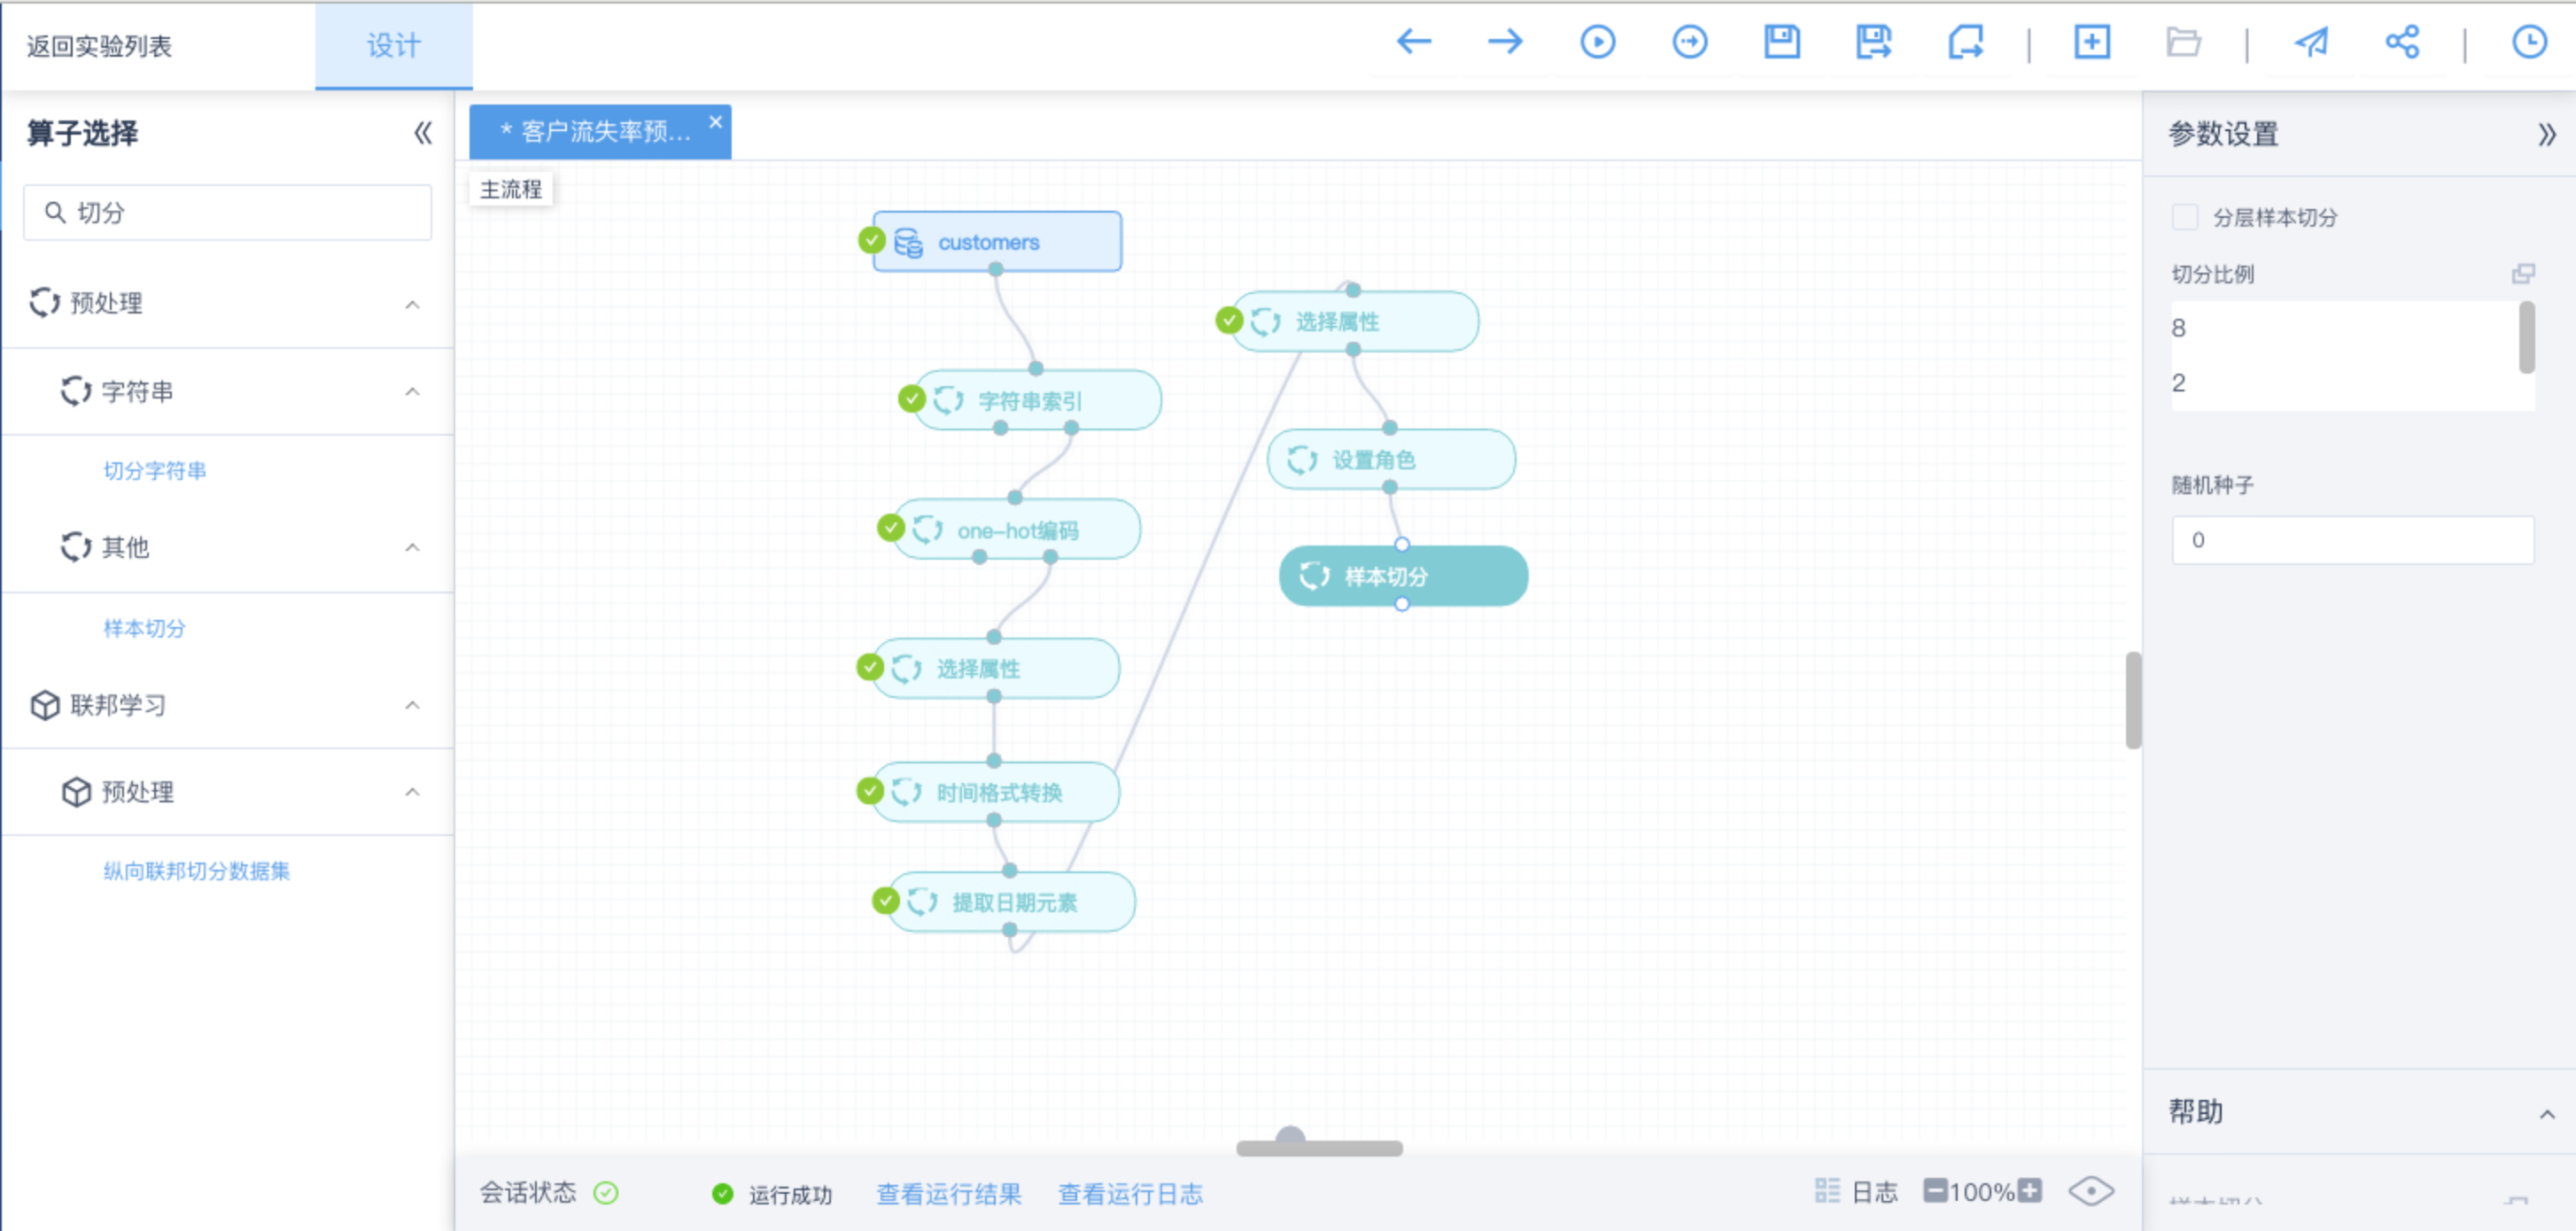 返回实验列表
设计
算子选择
切分
预处理
字符串
切分字符串
其他
样本切分
联邦学习
预处理
纵向联邦切分数据集
* 客户流失率预...
主流程
customers
字符串索引
one-hot编码
选择属性
时间格式转换
提取日期元素
选择属性
设置角色
样本切分
会话状态
运行成功
查看运行结果
查看运行日志
日志
100%
参数设置
分层样本切分
切分比例
8
2
随机种子
0
帮助